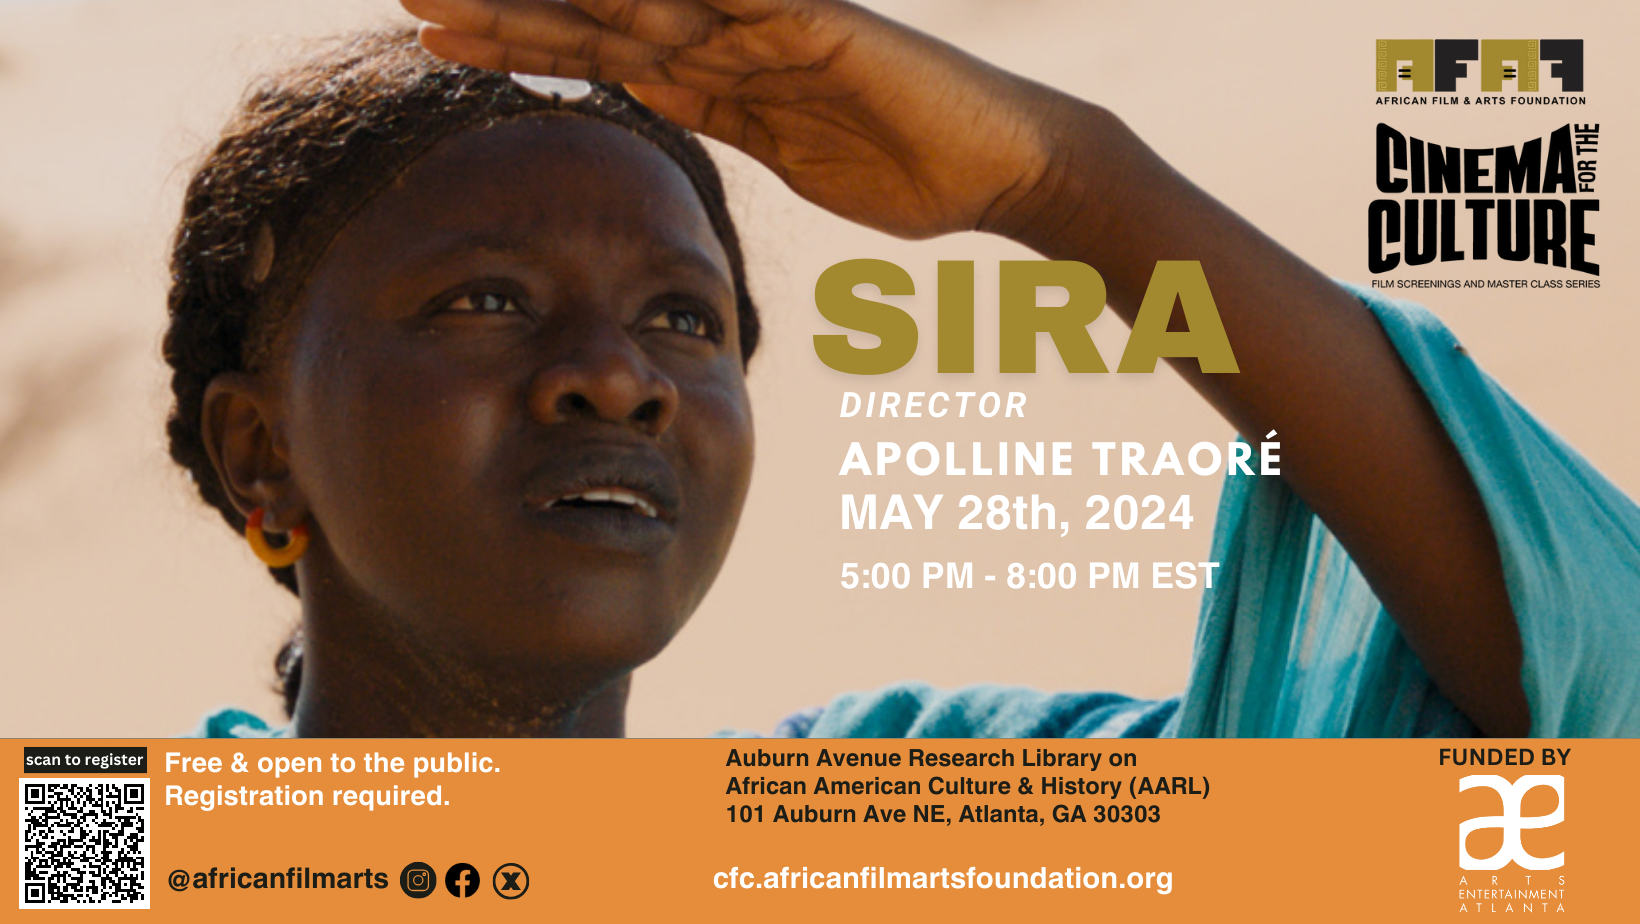 AFAF
AFRICAN FILM & ARTS FOUNDATION
CINEMA
FOR THE
CULTURE
FILM SCREENINGS AND MASTER CLASS SERIES
SIRA
DIRECTOR
APOLLINE TRAORÉ
MAY 28th, 2024
5:00 PM - 8:00 PM EST
scan to register
Free & open to the public.
Registration required.
@africanfilmarts
Auburn Avenue Research Library on
African American Culture & History (AARL)
101 Auburn Ave NE, Atlanta, GA 30303
cfc.africanfilmartsfoundation.org
FUNDED BY
æ
ARTS
ENTERTAINMENT
ATLANTA